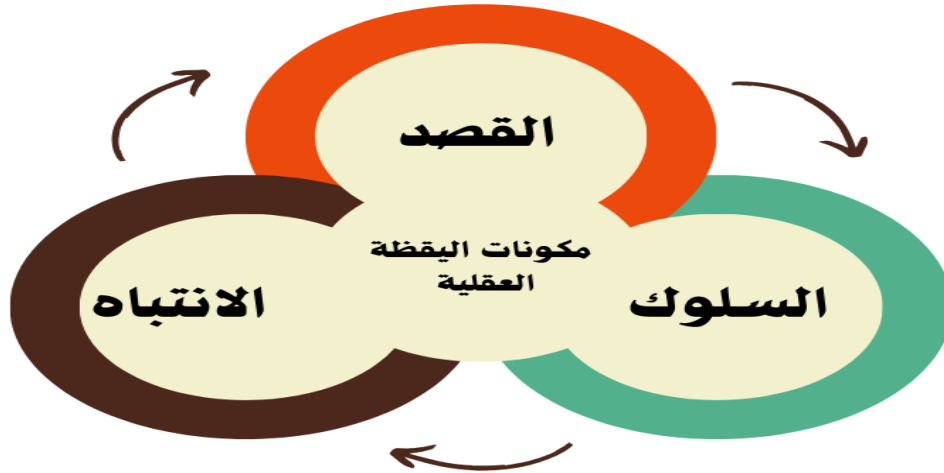 القصد
مكونات اليقظة
العقلية
السلوك
الانتباه